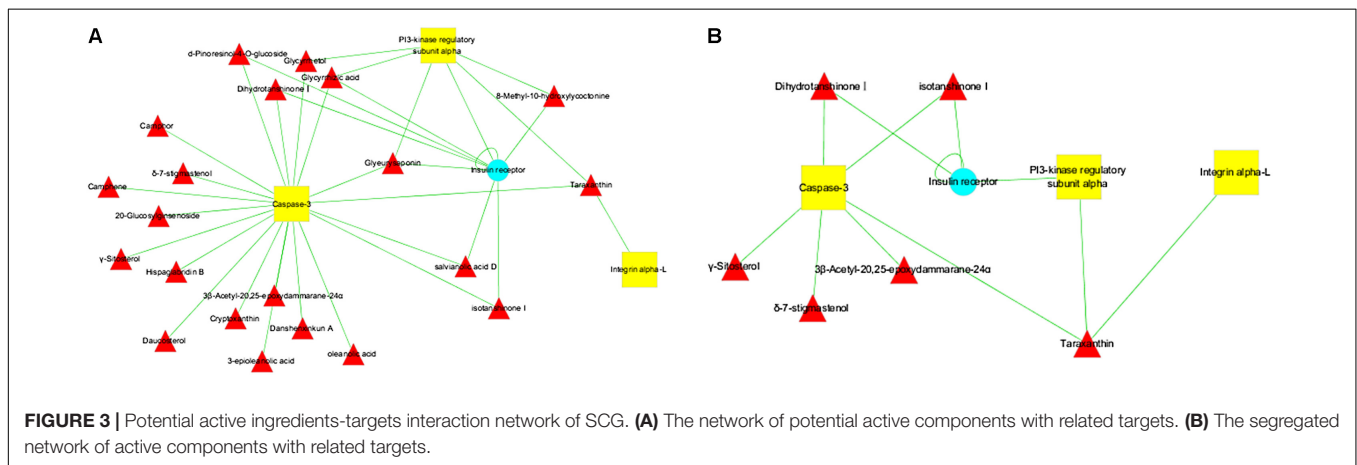 A
d-Pinoresinol-4-O-glucoside
Glycyrrhetol
Glycyrrhizic acid
Dihydrotanshinone Ⅰ
PI3-kinase regulatory
subunit alpha
8-Methyl-10-hydroxylycoctonine
Camphor
δ-7-stigmastenol
Glyeurysaponin
Insulin receptor
Camphene
Taraxanthin
Caspase-3
20-Glucosylginsenoside
γ-Sitosterol
Hispaglabridin B
salvianolic acid D
Integrin alpha-L
3β-Acetyl-20,25-epoxydammarane-24α
isotanshinone I
Cryptoxanthin
Danshenxinkun A
Daucosterol
3-epioleanolic acid
oleanolic acid
B
Dihydrotanshinone Ⅰ
isotanshinone I
Caspase-3
Insulin receptor
PI3-kinase regulatory
subunit alpha
Integrin alpha-L
γ-Sitosterol
3β-Acetyl-20,25-epoxydammarane-24α
δ-7-stigmastenol
Taraxanthin
FIGURE 3 | Potential active ingredients-targets interaction network of SCG. (A) The network of potential active components with related targets. (B) The segregated
network of active components with related targets.